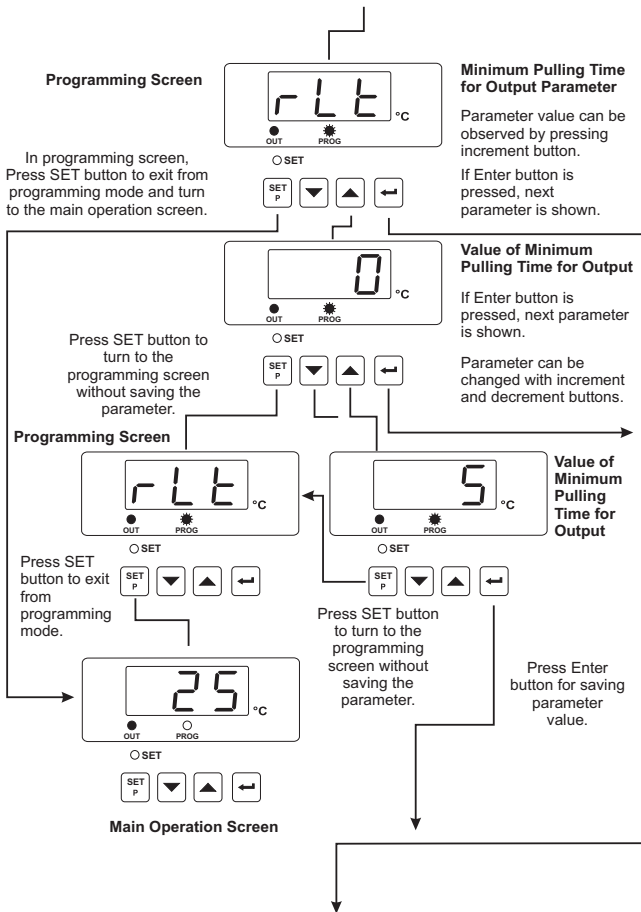 Programming Screen
rLt
°C
OUT
PROG
SET
SET
P
Minimum Pulling Time
for Output Parameter
Parameter value can be
observed by pressing
increment button.
If Enter button is
pressed, next
parameter is shown.
In programming screen,
Press SET button to exit from
programming mode and turn
to the main operation screen.
0
°C
OUT
PROG
SET
SET
P
Value of Minimum
Pulling Time for Output
If Enter button is
pressed, next parameter
is shown.
Parameter can be
changed with increment
and decrement buttons.
Press SET button to
turn to the
programming screen
without saving the
parameter.
Programming Screen
rLt
°C
OUT
PROG
SET
SET
P
5
°C
OUT
PROG
SET
SET
P
Value of
Minimum
Pulling
Time for
Output
Press SET
button to exit
from
programming
mode.
Press SET button
to turn to the
programming
screen without
saving the
parameter.
Press Enter
button for saving
parameter
value.
25
°C
OUT
PROG
SET
SET
P
Main Operation Screen